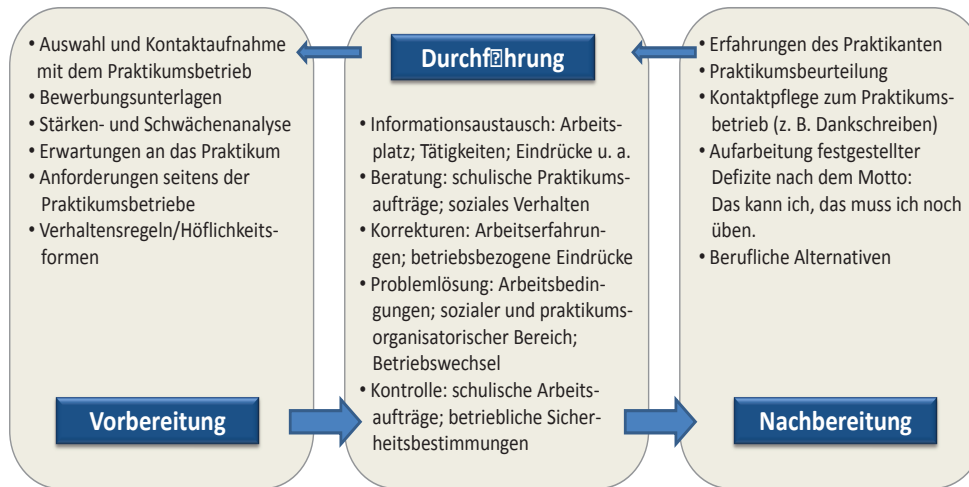 • Auswahl und Kontaktaufnahme
mit dem Praktikumsbetrieb
• Bewerbungsunterlagen
• Stärken- und Schwächenanalyse
• Erwartungen an das Praktikum
• Anforderungen seitens der
Praktikumsbetriebe
• Verhaltensregeln/Höflichkeits-
formen
Vorbereitung
Durchf�hrung
• Informationsaustausch: Arbeits-
platz; Tätigkeiten; Eindrücke u. a.
• Beratung: schulische Praktikums-
aufträge; soziales Verhalten
• Korrekturen: Arbeitserfahrun-
gen; betriebsbezogene Eindrücke
• Problemlösung: Arbeitsbedin-
gungen; sozialer und praktikums-
organisatorischer Bereich;
Betriebswechsel
• Kontrolle: schulische Arbeits-
aufträge; betriebliche Sicher-
heitsbestimmungen
• Erfahrungen des Praktikanten
• Praktikumsbeurteilung
• Kontaktpflege zum Praktikums-
betrieb (z. B. Dankschreiben)
• Aufarbeitung festgestellter
Defizite nach dem Motto:
Das kann ich, das muss ich noch
üben.
• Berufliche Alternativen
Nachbereitung